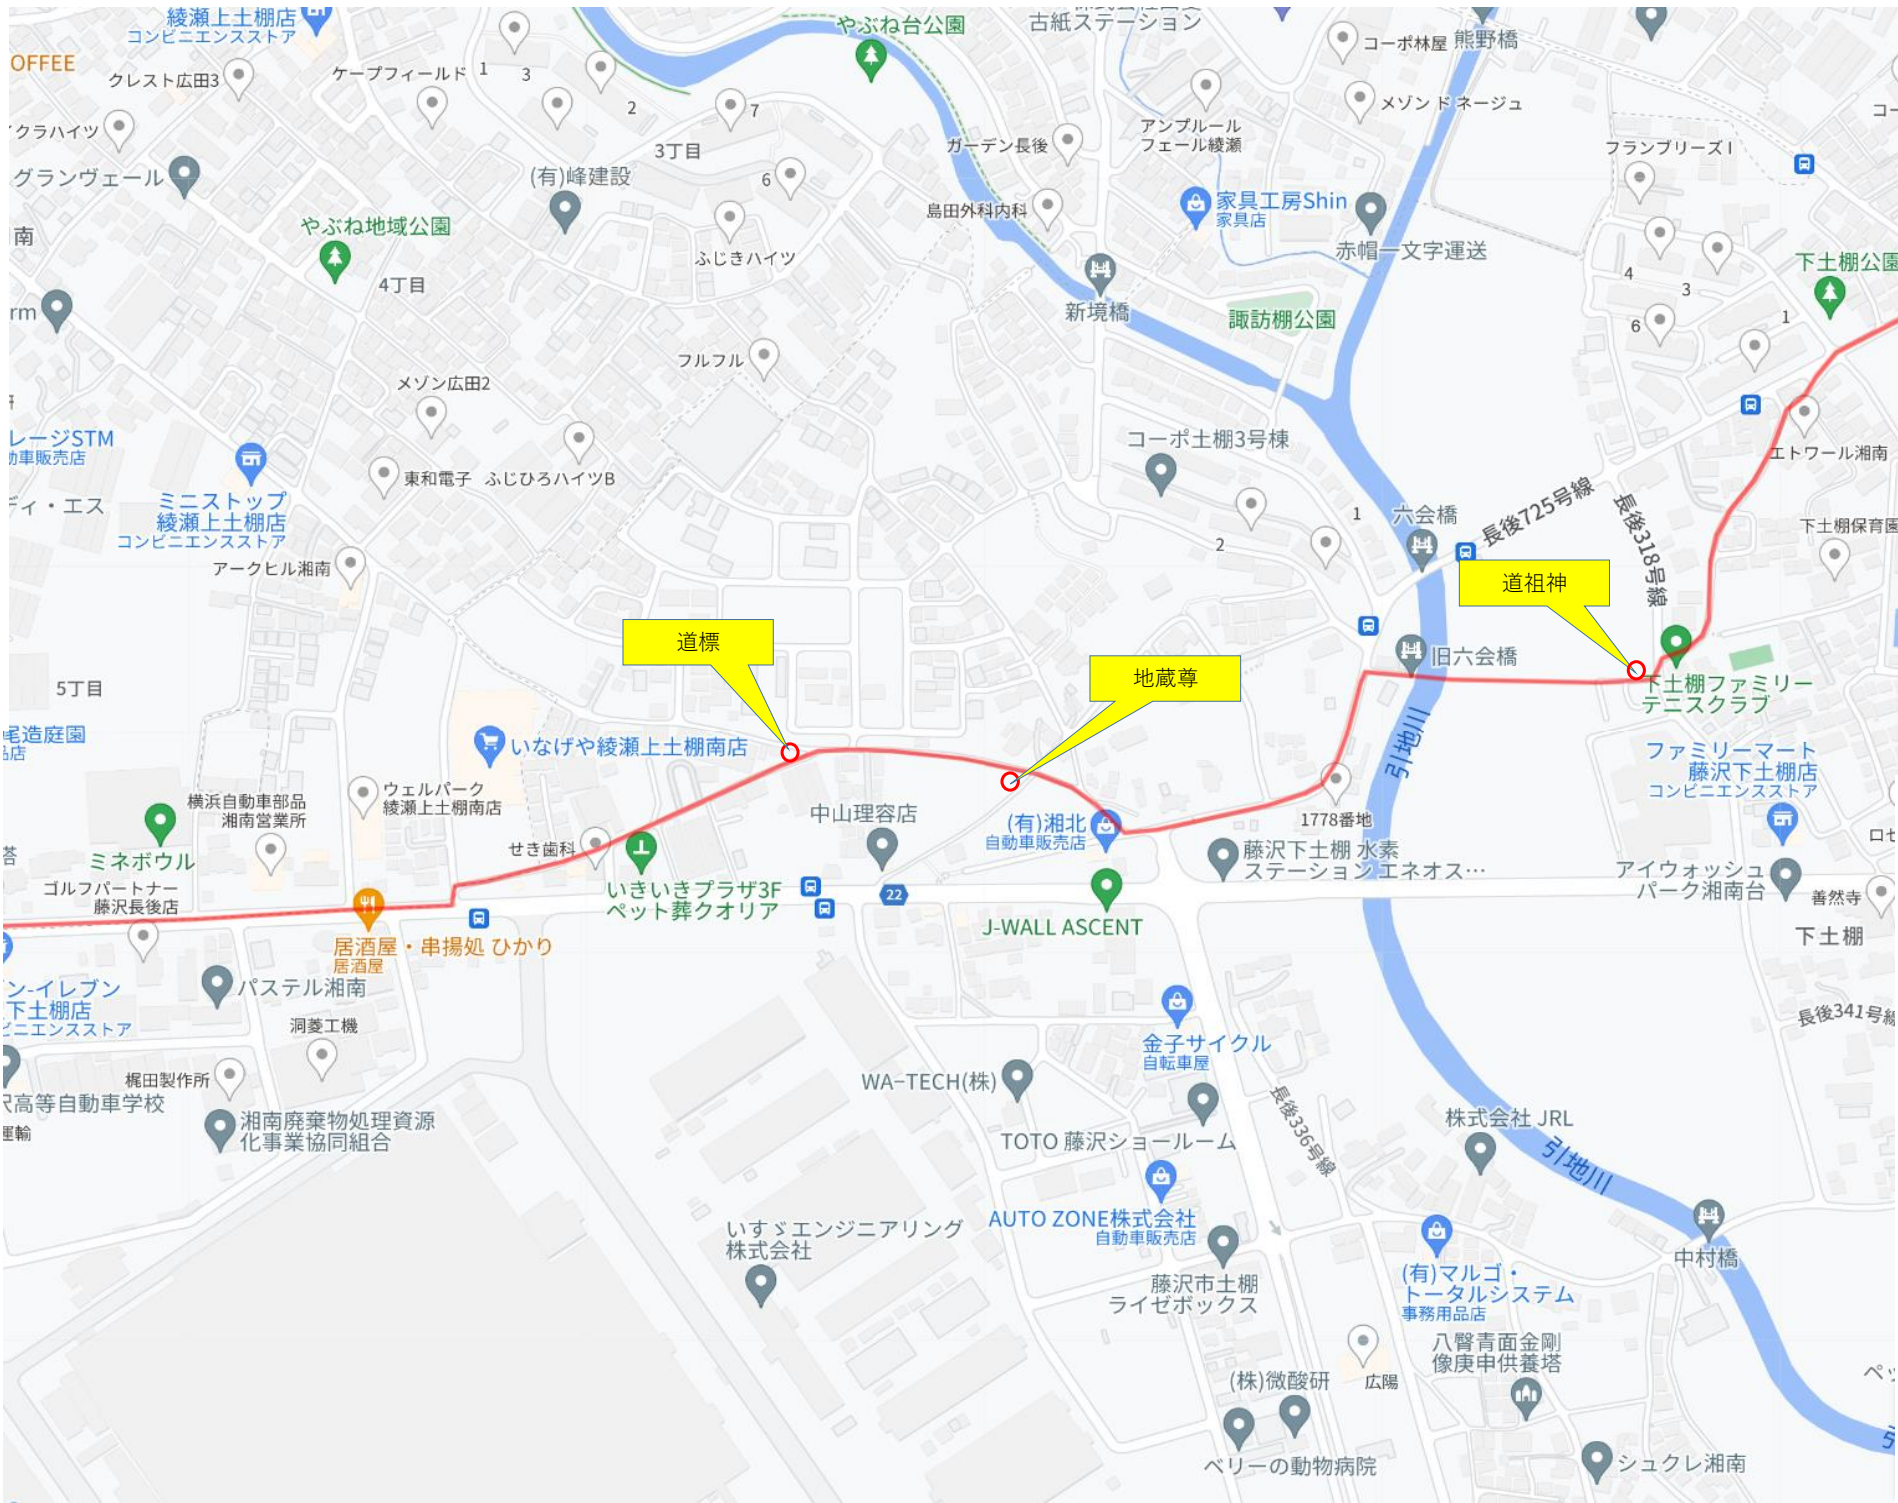 綾瀬上土棚店
コンビニエンスストア
OFFEE
クレスト広田3
ケープフィールド
1
3
2
7
やぶね台公園
古紙ステーション
コーポ林屋
熊野橋
メゾン ド ネージュ
クラハイツ
グランヴェール
3丁目
(有)峰建設
6
ガーデン長後
アンプルール
フェール綾瀬
フランブリーズ I
島田外科内科
家具工房Shin
家具店
赤帽一文字運送
南
やぶね地域公園
4丁目
ふじきハイツ
新境橋
諏訪棚公園
4
3
6
1
下土棚公園
rm
フルフル
メゾン広田2
レージSTM
動車販売店
東和電子
ふじひろハイツB
コーポ土棚3号棟
エトワール湘南
ディ・エス
ミニストップ
綾瀬上土棚店
コンビニエンスストア
アークヒル湘南
1
2
六会橋
長後725号線
長後318号線
下土棚保育園
道祖神
道標
地蔵尊
旧六会橋
下土棚ファミリー
テニスクラブ
5丁目
尾造庭園
いなげや綾瀬上土棚南店
引地川
ファミリーマート
藤沢下土棚店
コンビニエンスストア
横浜自動車部品
湘南営業所
ウェルパーク
綾瀬上土棚南店
中山理容店
(有)湘北
自動車販売店
1778番地
塔
ミネボウル
せき歯科
藤沢下土棚 水素
ステーション エネオス…
アイウォッシュ
パーク湘南台
ゴルフパートナー
藤沢長後店
いきいきプラザ3F
ペット葬クオリア
22
J-WALL ASCENT
善然寺
下土棚
居酒屋・串揚処 ひかり
居酒屋
ン-イレブン
下土棚店
ビニエンスストア
パステル湘南
洞菱工機
金子サイクル
自転車屋
長後341号線
梶田製作所
沢高等自動車学校
運輸
湘南廃棄物処理資源
化事業協同組合
WA-TECH(株)
TOTO 藤沢ショールーム
長後336号線
株式会社 JRL
引地川
いすゞエンジニアリング
株式会社
AUTO ZONE株式会社
自動車販売店
藤沢市土棚
ライゼボックス
(有)マルゴ・
トータルシステム
事務用品店
中村橋
八臂青面金剛
像庚申供養塔
(株)微酸研
広陽
ベリーの動物病院
シュクレ湘南